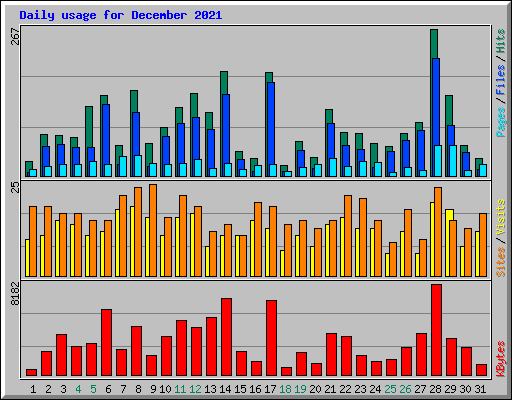 Daily usage for December 2021
267
Pages / Files / Hits
25
Sites / Visits
8182
KBytes
1 2 3 4 5 6 7 8 9 10 11 12 13 14 15 16 17 18 19 20 21 22 23 24 25 26 27 28 29 30 31